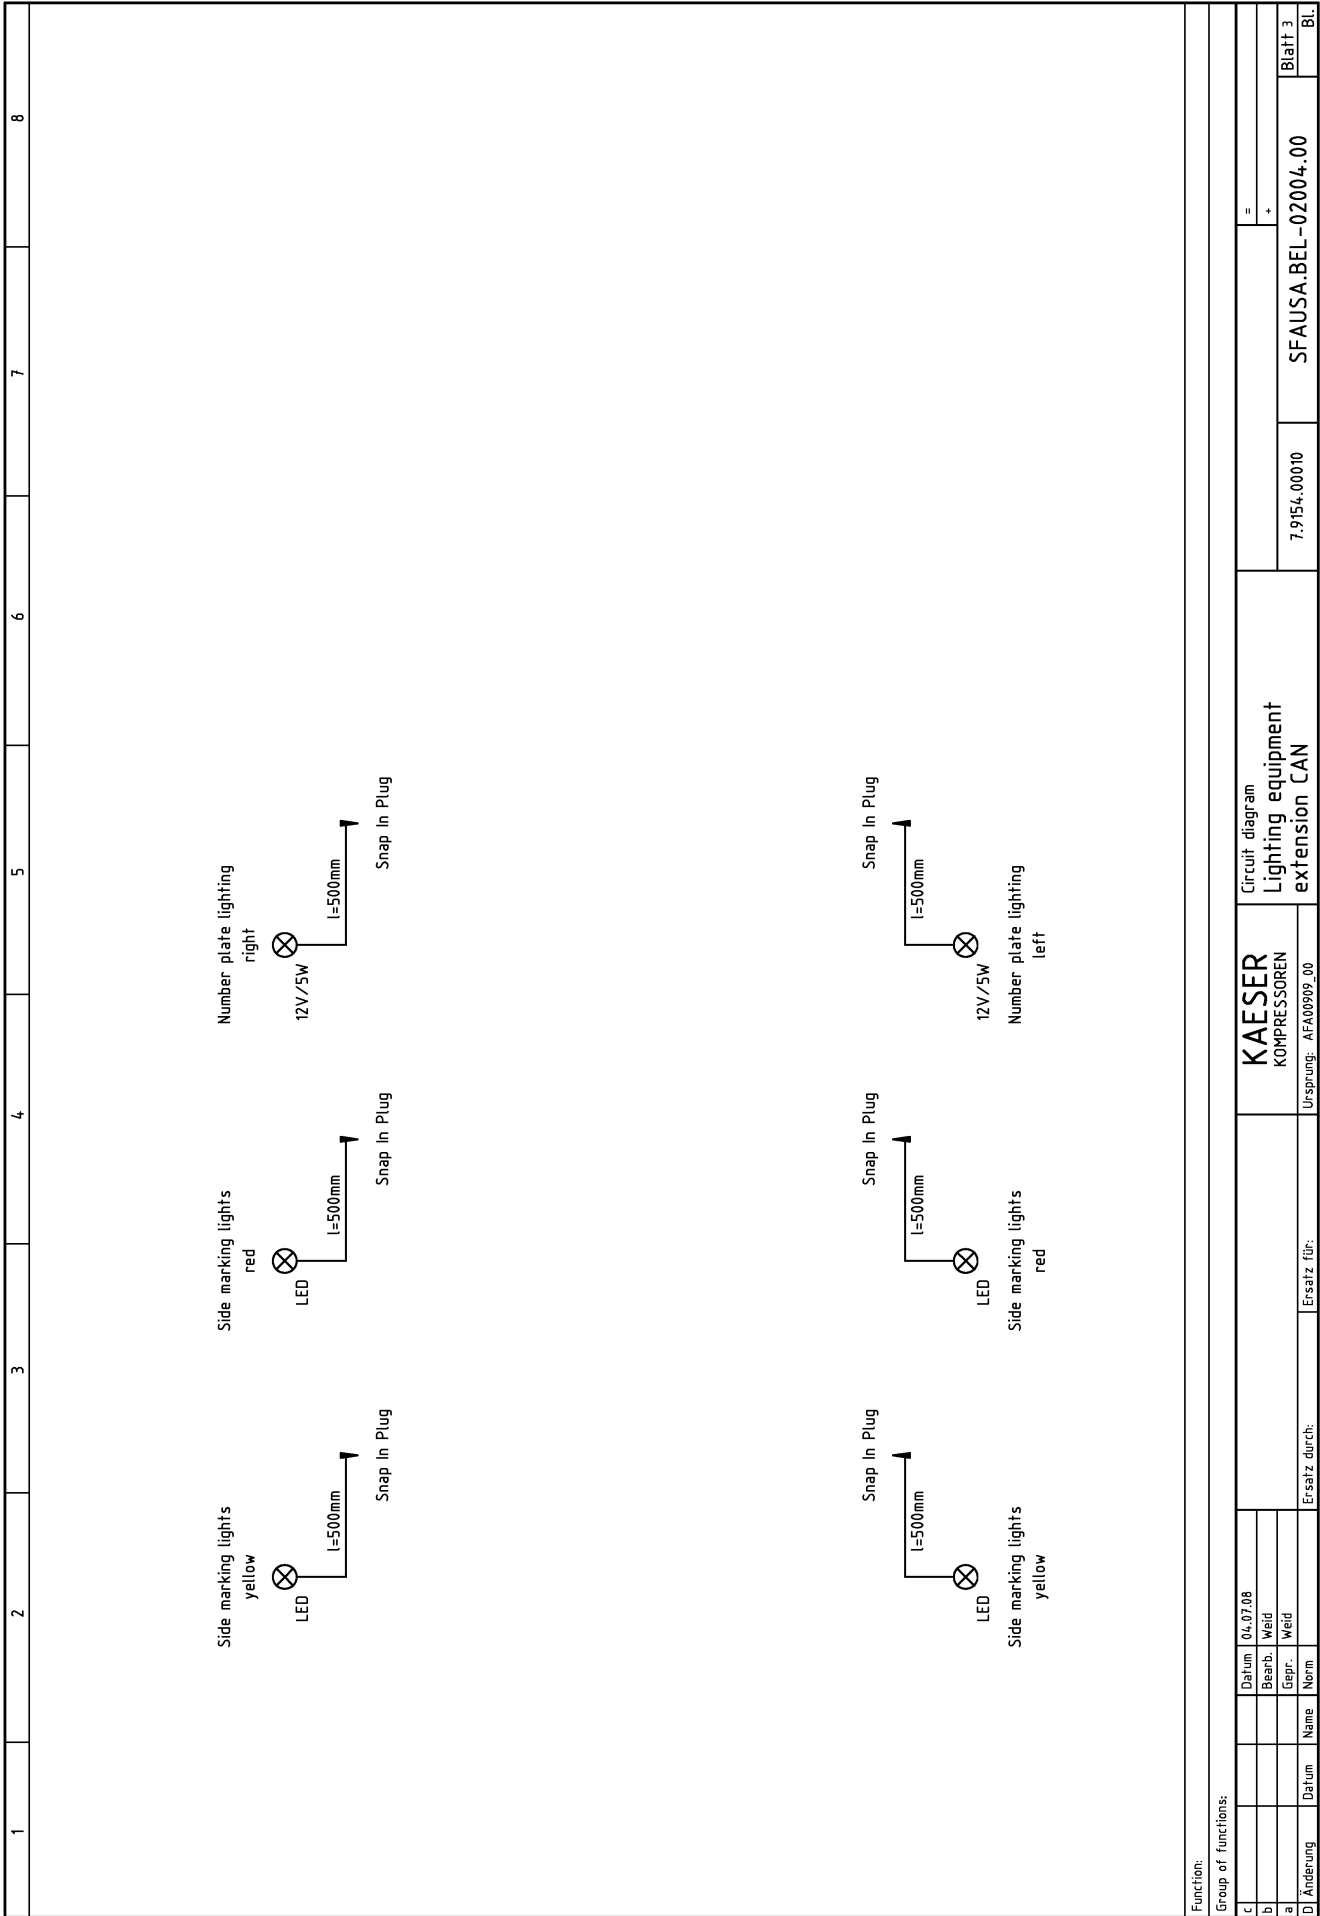 1
2
3
4
5
6
7
8
Side marking lights
yellow
LED
l=500mm
Snap In Plug
Side marking lights
red
LED
l=500mm
Snap In Plug
Number plate lighting
right
12V/5W
l=500mm
Snap In Plug
Snap In Plug
l=500mm
LED
Side marking lights
yellow
Snap In Plug
l=500mm
LED
Side marking lights
red
Snap In Plug
l=500mm
12V/5W
Number plate lighting
left
Function:
Group of functions:
c
b
a
D Änderung Datum Name
Datum 04.07.08
Bearb. Weid
Gepr. Weid
Norm
Ersatz durch:
Ersatz für:
KAESER
KOMPRESSOREN
Ursprung: AFA00909_00
Circuit diagram
Lighting equipment
extension CAN
=
+
7.9154.00010
SFAUSA.BEL-02004.00
Blatt 3
Bl.